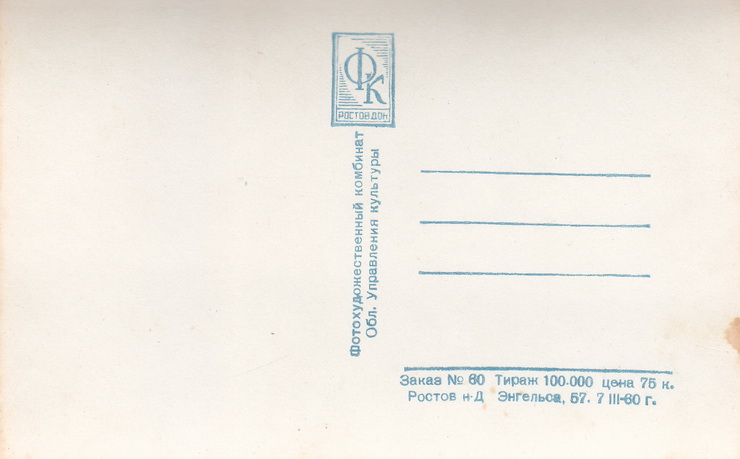 ФК
РОСТОВ ДОН
Фотохудожественный комбинат
Обл. Управления культуры
Заказ № 60 Тираж 100.000 цена 75 к.
Ростов н-Д Энгельса, 57. 7 III-60 г.